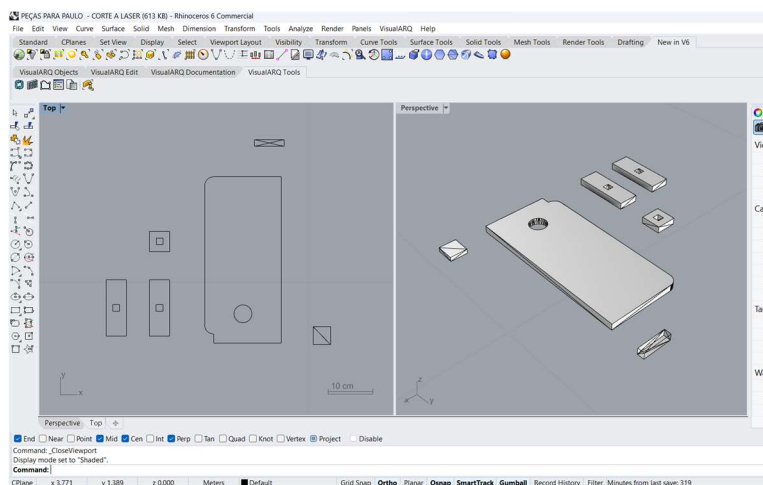 PEÇAS PARA PAULO - CORTE A LASER (613 KB) - Rhinoceros 6 Commercial
File Edit View Curve Surface Solid Mesh Dimension Transform Tools Analyze Render Panels VisualARQ Help
Standard CPlanes Set View Display Select Viewport Layout Visibility Transform Curve Tools Surface Tools Solid Tools Mesh Tools Render Tools Drafting New in V6
VisualARQ Objects VisualARQ Edit VisualARQ Documentation VisualARQ Tools
Top Perspective
10 cm
y
x
z
y
Perspective Top
End Near Point Mid Cen Int Perp Tan Quad Knot Vertex Project Disable
Command: _CloseViewport
Display mode set to "Shaded".
Command:
CPlane x 3.771 y 1.389 z 0.000 Meters Default Grid Snap Ortho Planar Osnap SmartTrack Gumball Record History Filter Minutes from last save: 319